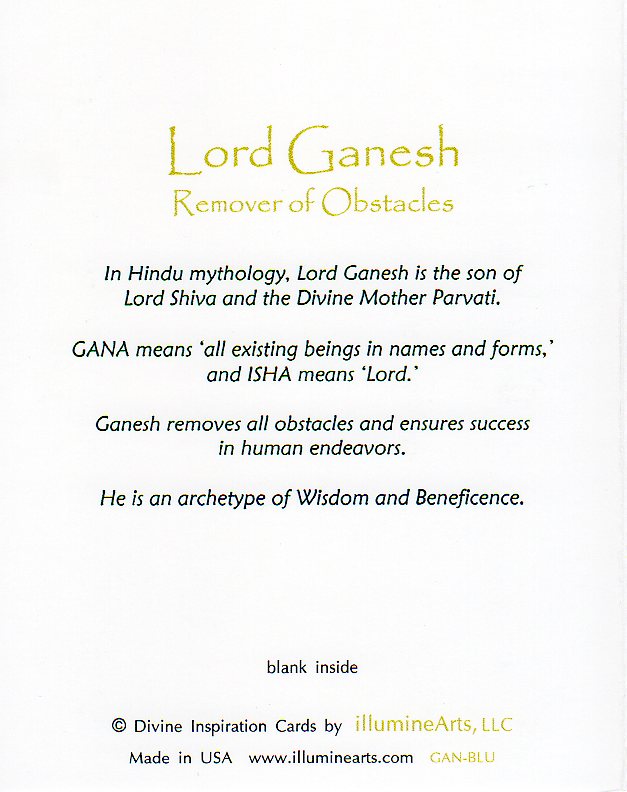 Lord Ganesh
Remover of Obstacles
In Hindu mythology, Lord Ganesh is the son of
Lord Shiva and the Divine Mother Parvati.
GANA means ‘all existing beings in names and forms,’
and ISHA means ‘Lord.’
Ganesh removes all obstacles and ensures success
in human endeavors.
He is an archetype of Wisdom and Beneficence.
blank inside
© Divine Inspiration Cards by illumineArts, LLC
Made in USA www.illuminearts.com GAN-BLU